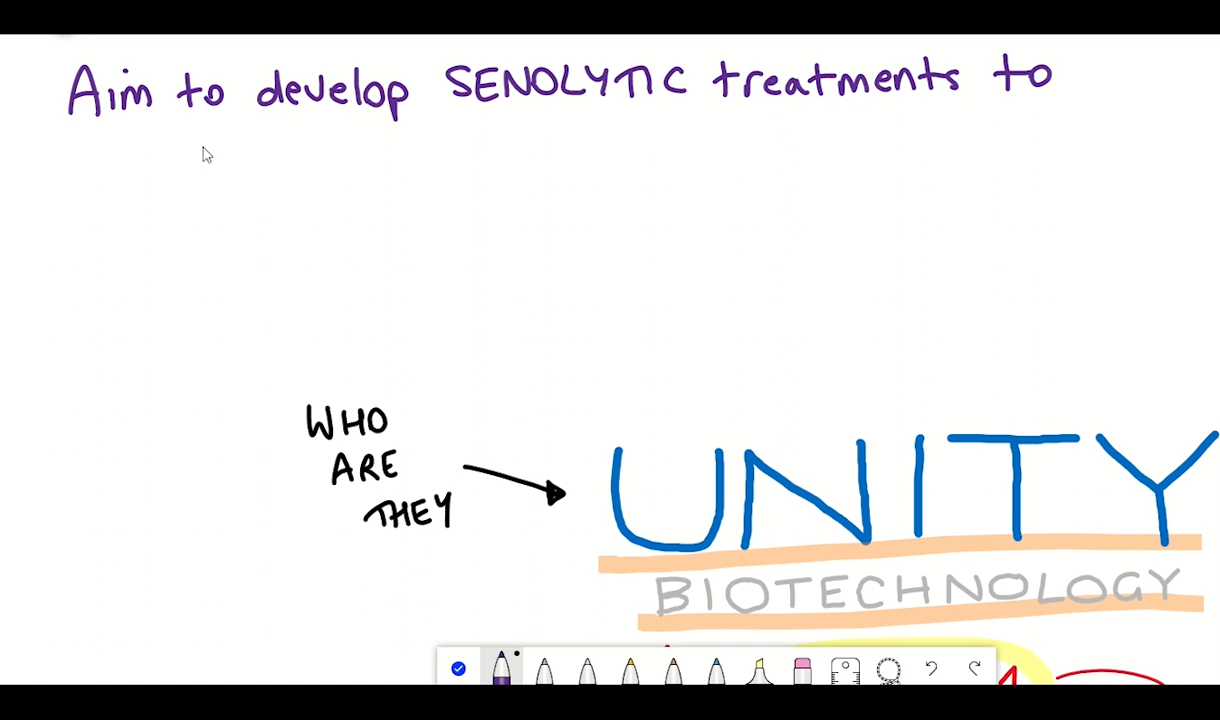 Aim to develop SENOLYTIC treatments to
WHO
ARE
THEY
UNITY
BIOTECHNOLOGY